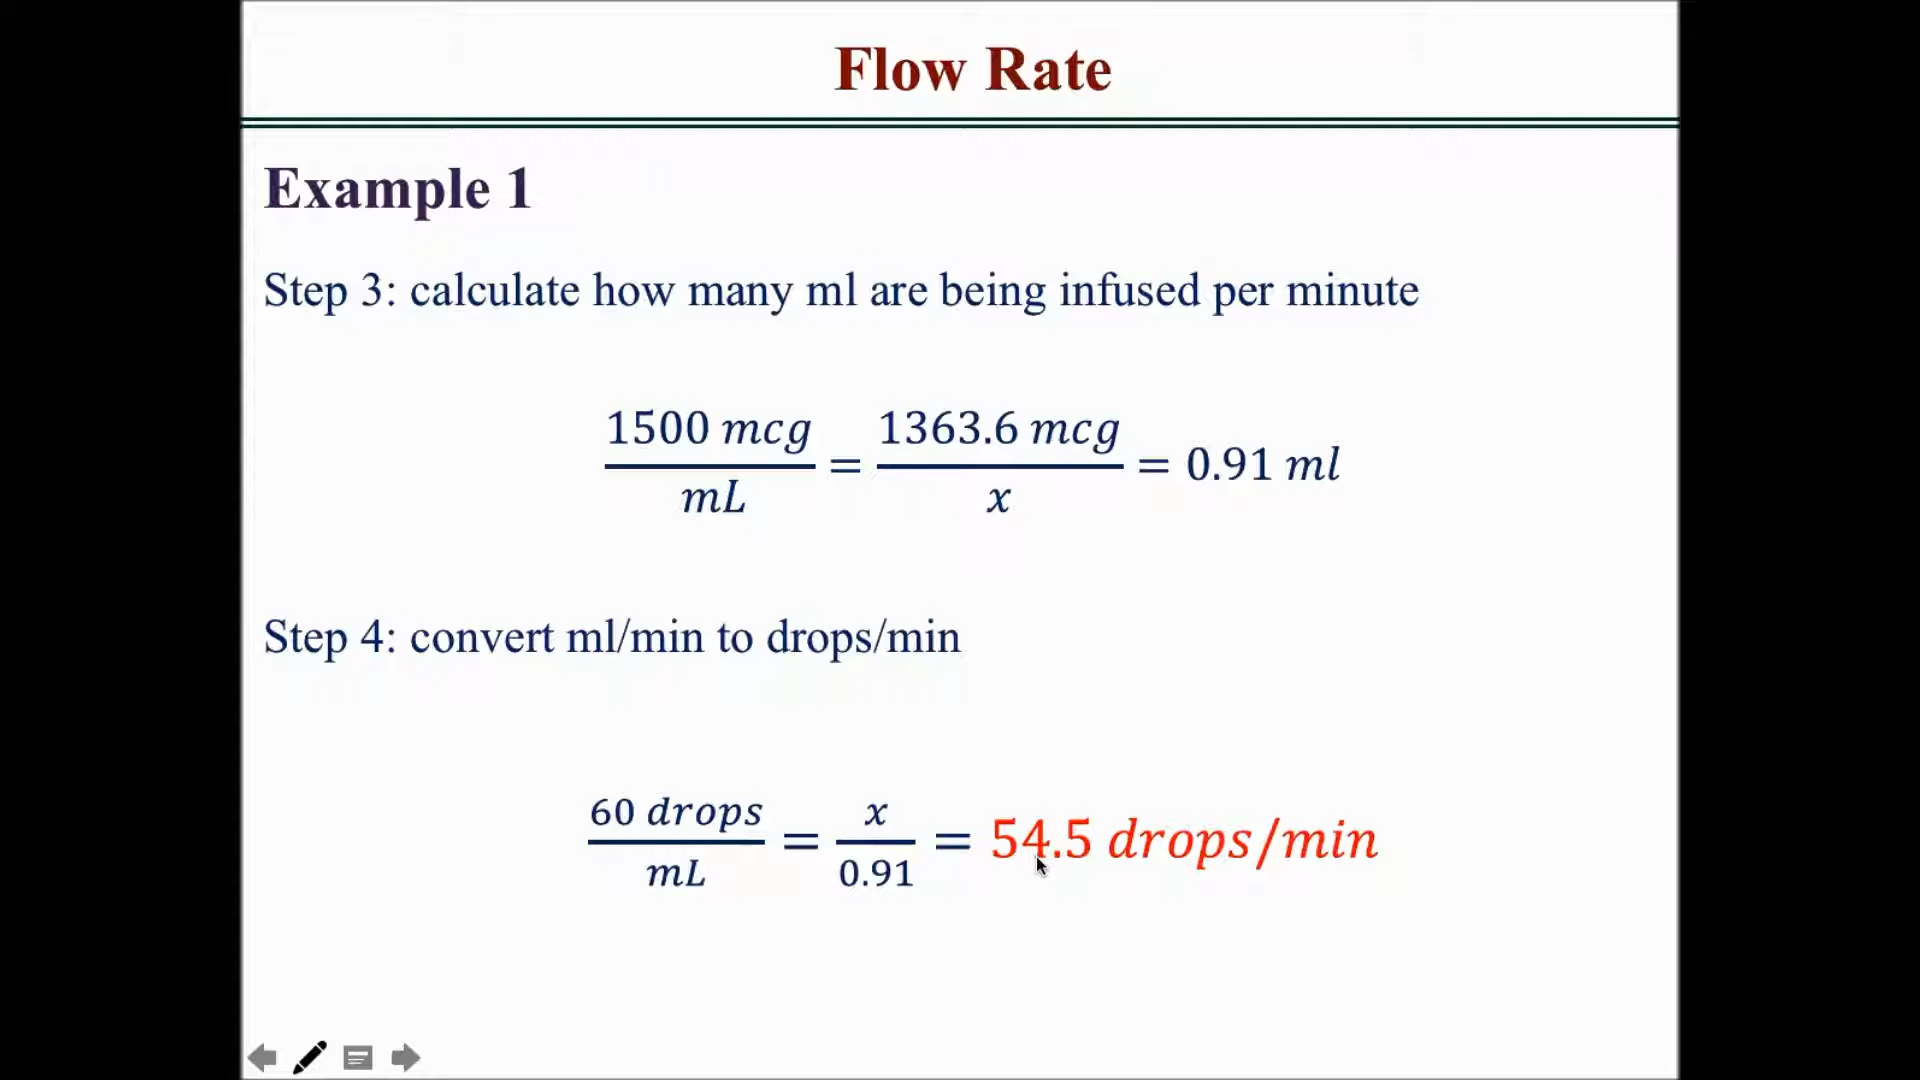 Flow Rate
Example 1
Step 3: calculate how many ml are being infused per minute
1500 mcg / mL = 1363.6 mcg / x = 0.91 ml
Step 4: convert ml/min to drops/min
60 drops / mL = x / 0.91 = 54.5 drops/min